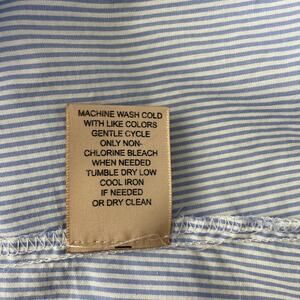 MACHINE WASH COLD
WITH LIKE COLORS
GENTLE CYCLE
ONLY NON-
CHLORINE BLEACH
WHEN NEEDED
TUMBLE DRY LOW
COOL IRON
IF NEEDED
OR DRY CLEAN